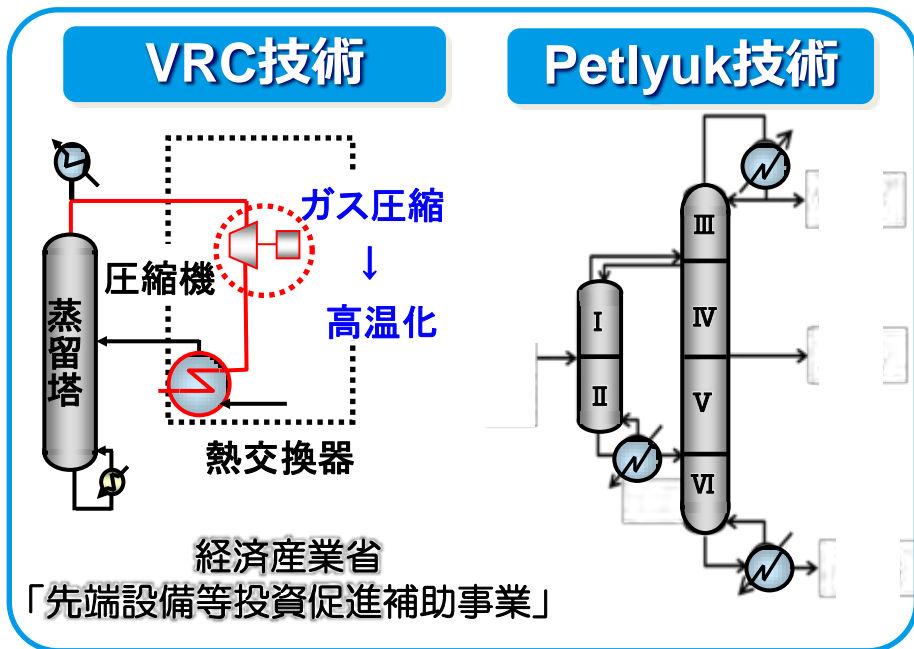 VRC技術
Petlyuk技術
ガス圧縮
↓
高温化
圧縮機
蒸留塔
熱交換器
Ⅰ
Ⅱ
Ⅲ
Ⅳ
Ⅴ
Ⅵ
経済産業省
「先端設備等投資促進補助事業」